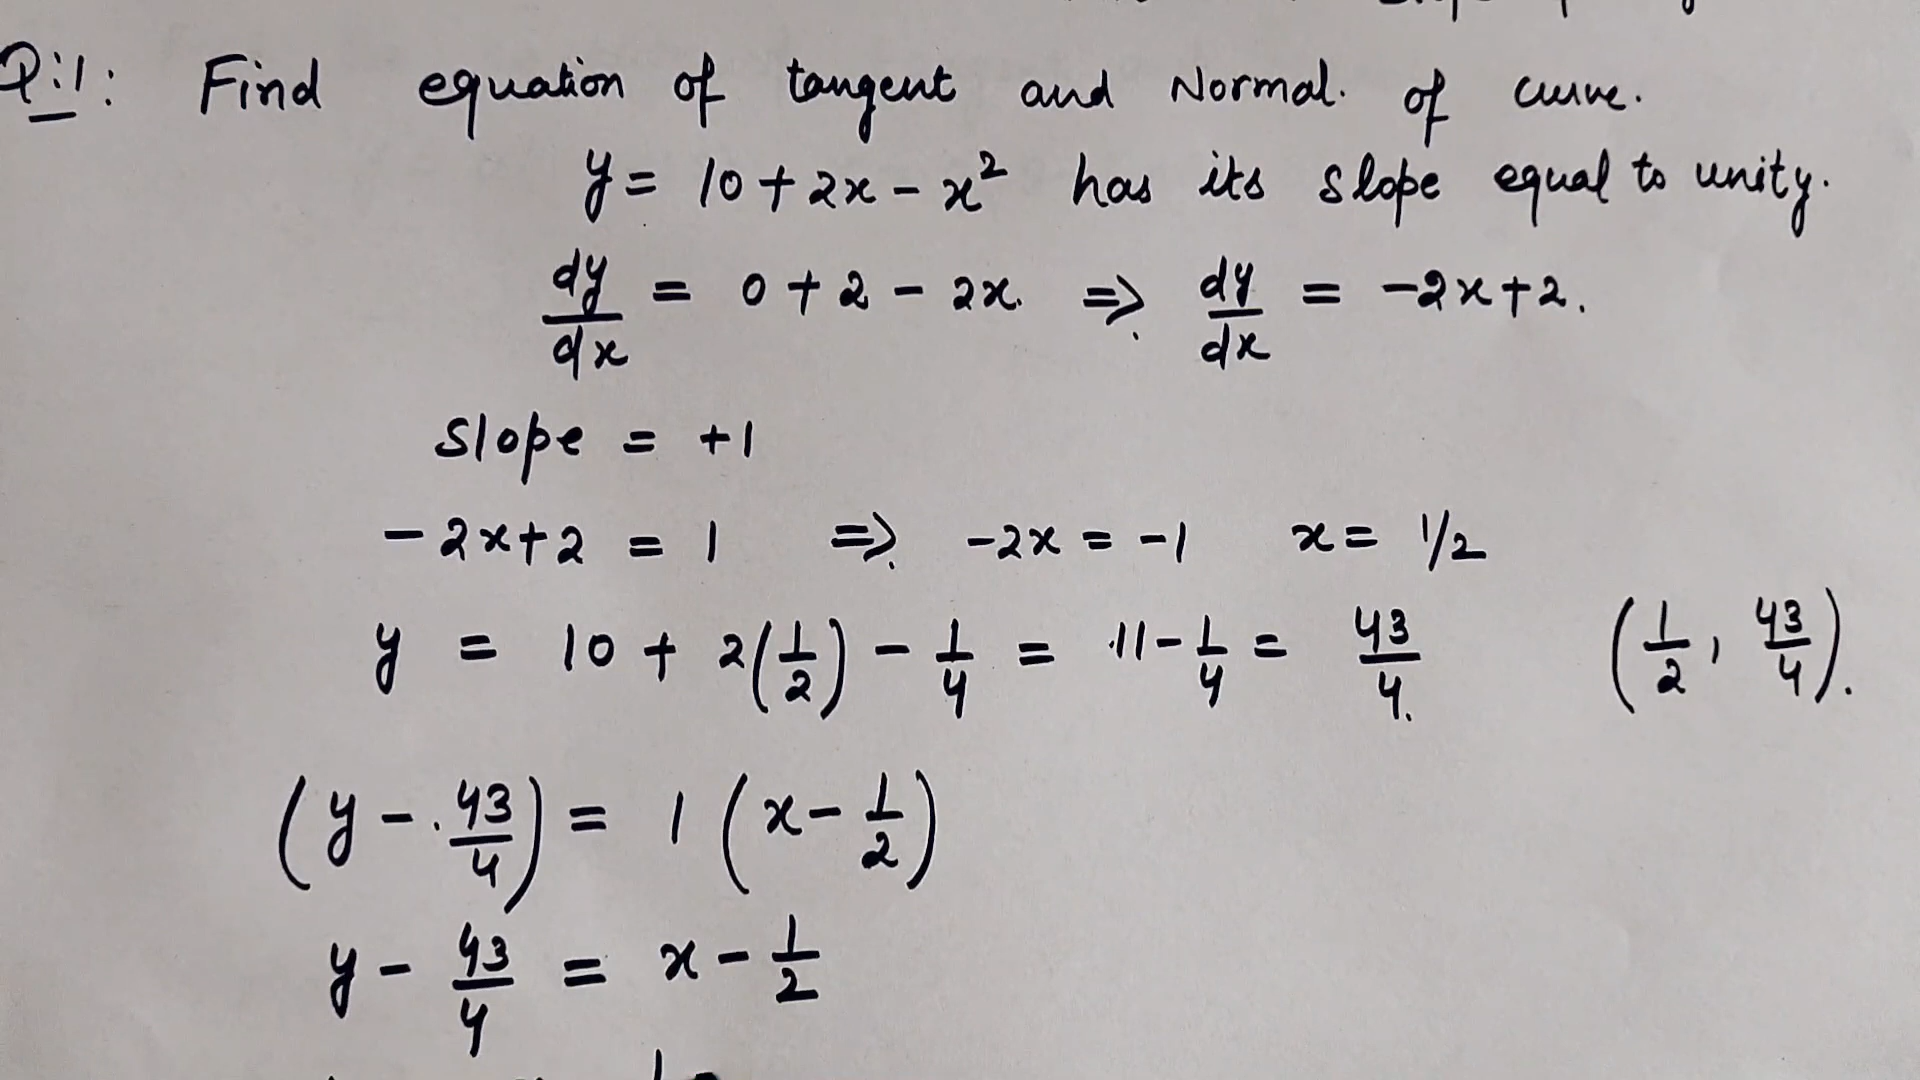 Q:1: Find equation of tangent and Normal. of curve.
y = 10 + 2x - x² has its slope equal to unity.
dy/dx = 0 + 2 - 2x. ⇒ dy/dx = -2x+2.
Slope = +1
-2x+2 = 1 ⇒ -2x = -1 x = 1/2
y = 10 + 2(1/2) - 1/4 = 11 - 1/4 = 43/4. (1/2, 43/4).
(y - 43/4) = 1 (x - 1/2)
y - 43/4 = x - 1/2